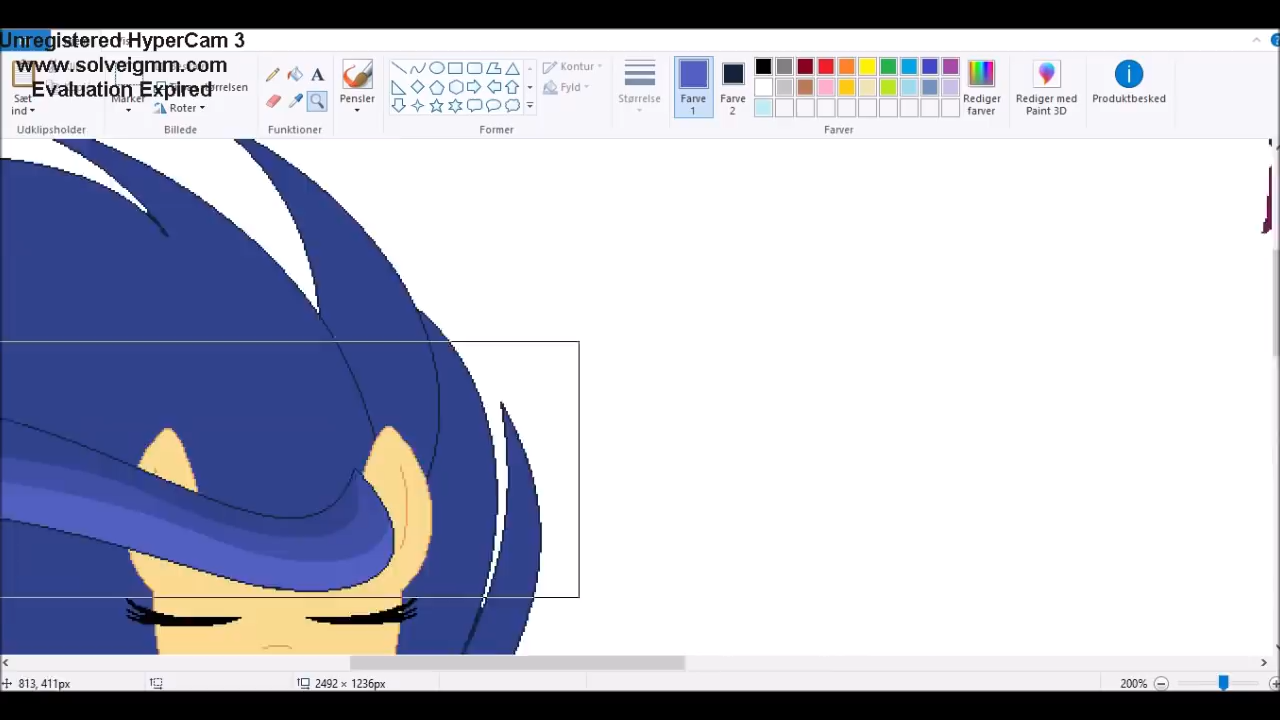 Unregistered HyperCam 3
www.solveigmm.com
Evaluation Expired
Sæt
ind
Marker
Roter
Pensler
Kontur
Fyld
Størrelse
Farve
1
Farve
2
Rediger
farver
Rediger med
Paint 3D
Produktbesked
Udklipsholder
Billede
Funktioner
Former
Farver
813, 411px
2492 × 1236px
200%